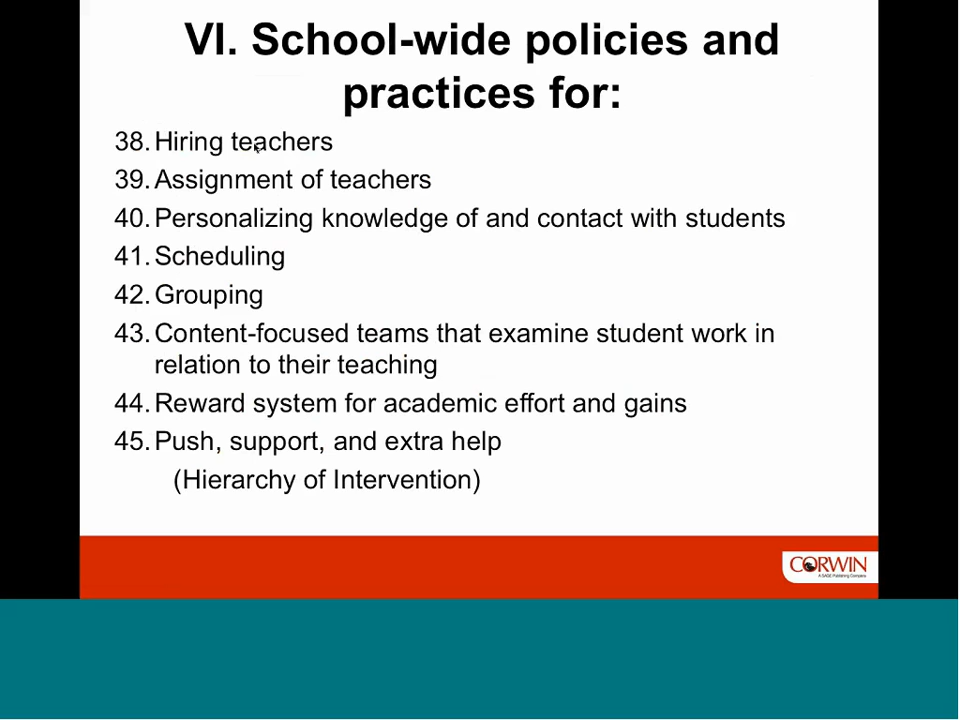 VI. School-wide policies and
practices for:
38. Hiring teachers
39. Assignment of teachers
40. Personalizing knowledge of and contact with students
41. Scheduling
42. Grouping
43. Content-focused teams that examine student work in
relation to their teaching
44. Reward system for academic effort and gains
45. Push, support, and extra help
(Hierarchy of Intervention)
CORWIN
A SAGE Publishing Company